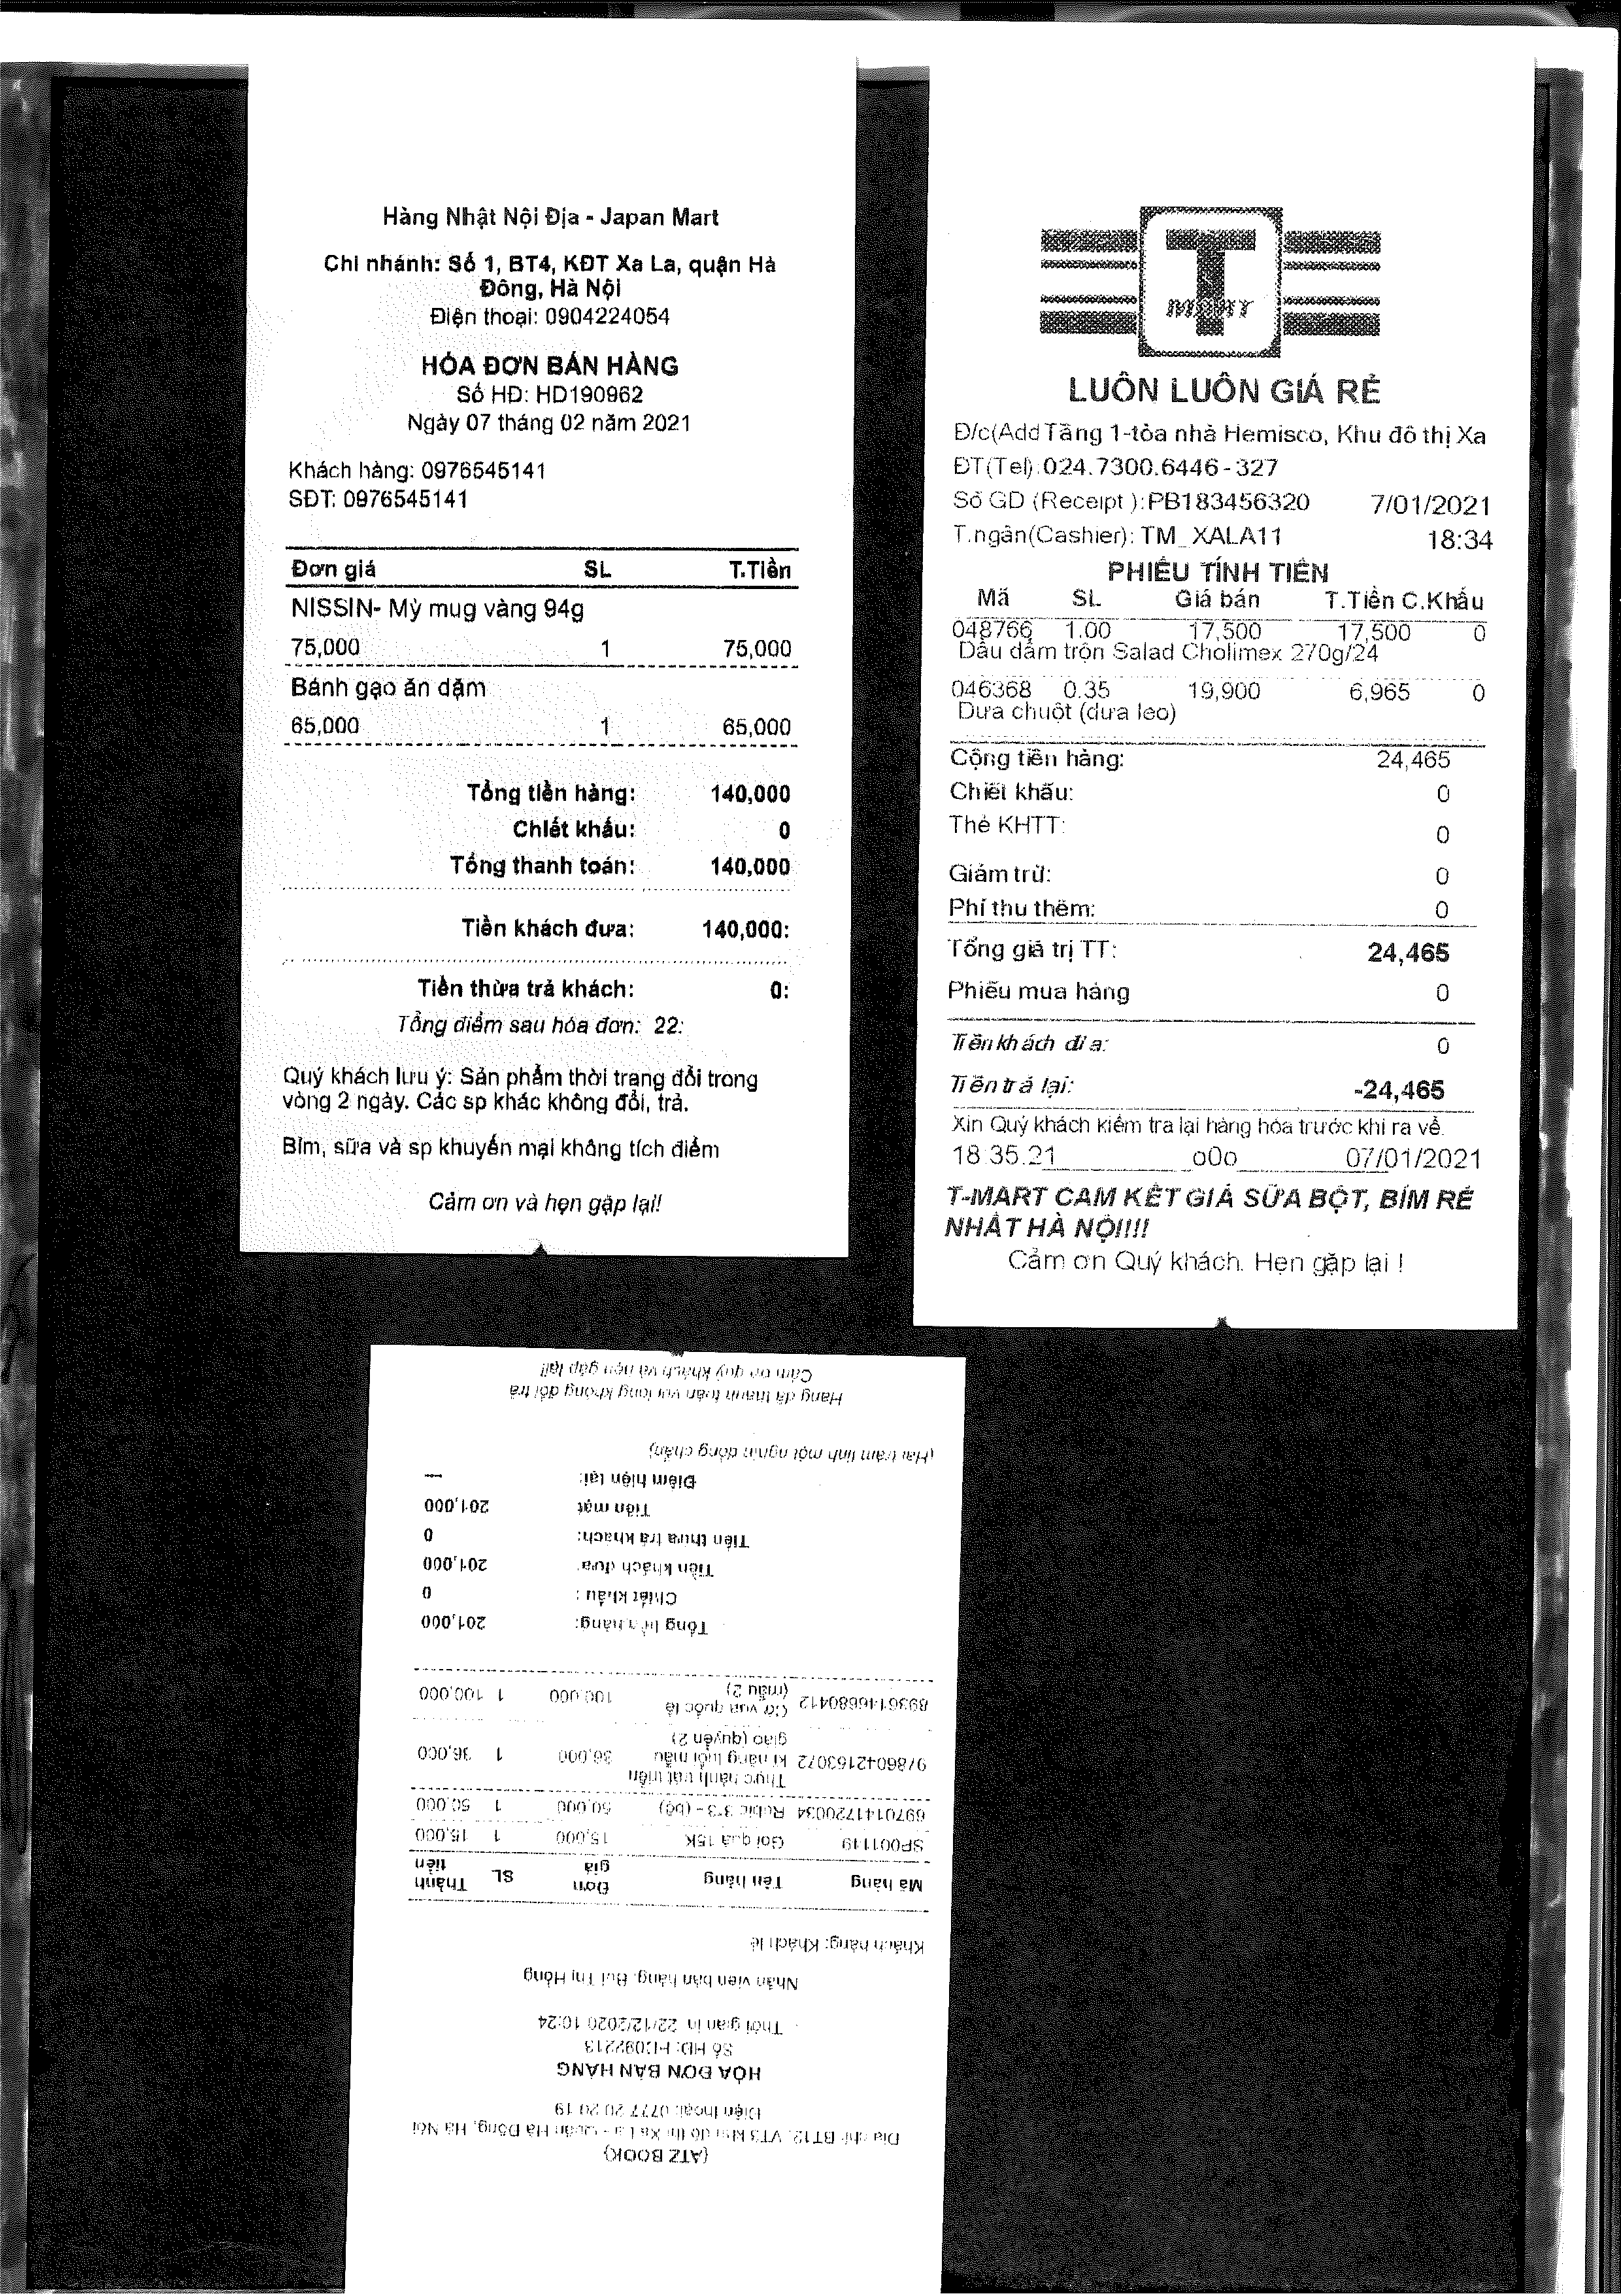 Hàng Nhật Nội Địa - Japan Mart
Chi nhánh: Số 1, BT4, KĐT Xa La, quận Hà
Đông, Hà Nội
Điện thoại: 0904224054
HÓA ĐƠN BÁN HÀNG
Số HĐ: HD190962
Ngày 07 tháng 02 năm 2021
Khách hàng: 0976545141
SĐT: 0976545141
Đơn giá SL T.Tiền
NISSIN- Mỳ mug vàng 94g
75,000 1 75,000
Bánh gạo ăn dặm
65,000 1 65,000
Tổng tiền hàng: 140,000
Chiết khấu: 0
Tổng thanh toán: 140,000
Tiền khách đưa: 140,000:
Tiền thừa trả khách: 0:
Tổng điểm sau hóa đơn: 22:
Quý khách lưu ý: Sản phẩm thời trang đổi trong
vòng 2 ngày. Các sp khác không đổi, trả.
Bỉm, sữa và sp khuyến mại không tích điểm
Cảm ơn và hẹn gặp lại!
T
MART
LUÔN LUÔN GIÁ RẺ
Đ/c(Add Tầng 1-tòa nhà Hemisco, Khu đô thị Xa
ĐT(Tel):024.7300.6446-327
Số GD (Receipt ):PB183456320 7/01/2021
T.ngân(Cashier): TM_XALA11 18:34
PHIẾU TÍNH TIỀN
Mã SL Giá bán T.Tiền C.Khấu
048766 1.00 17,500 17,500 0
Dầu dấm trộn Salad Cholimex 270g/24
046368 0.35 19,900 6,965 0
Dưa chuột (dưa leo)
Cộng tiền hàng: 24,465
Chiết khấu: 0
Thẻ KHTT: 0
Giảm trừ: 0
Phí thu thêm: 0
Tổng giá trị TT: 24,465
Phiếu mua hàng 0
Tiền khách đưa: 0
Tiền trả lại: -24,465
Xin Quý khách kiểm tra lại hàng hóa trước khi ra về.
18:35:21 oOo 07/01/2021
T-MART CAM KẾT GIÁ SỮA BỘT, BỈM RẺ
NHẤT HÀ NỘI!!!!
Cảm ơn Quý khách. Hẹn gặp lại !
(ATZ BOOK)
Địa chỉ: BT12, VT3 khu đô thị Xa La - Quận Hà Đông, Hà Nội
Điện thoại: 0777 20 20 19
HÓA ĐƠN BÁN HÀNG
Số HĐ: HD092213
Thời gian in 22/12/2020 10:24
Nhân viên bán hàng: Bùi Thị Hồng
Khách hàng: Khách lẻ
Mã hàng Tên hàng Đơn giá SL Thành tiền
SP001149 Gói quà 15K 15,000 1 15,000
6970141720034 Rubic 3*3 - (bộ) 50,000 1 50,000
9786042163072 Thực hành phát triển
kĩ năng tuổi mẫu 36,000 1 36,000
giáo (quyển 2)
8936146680412 Cờ vua quốc tế 100,000 1 100,000
(mẫu 2)
Tổng tiền hàng: 201,000
Chiết khấu : 0
Tiền khách đưa: 201,000
Tiền thừa trả khách: 0
Tiền mặt 201,000
Điểm hiện tại: ---
(Hai trăm linh một nghìn đồng chẵn)
Hàng đã thanh toán vui lòng không đổi trả
Cảm ơn quý khách và hẹn gặp lại!